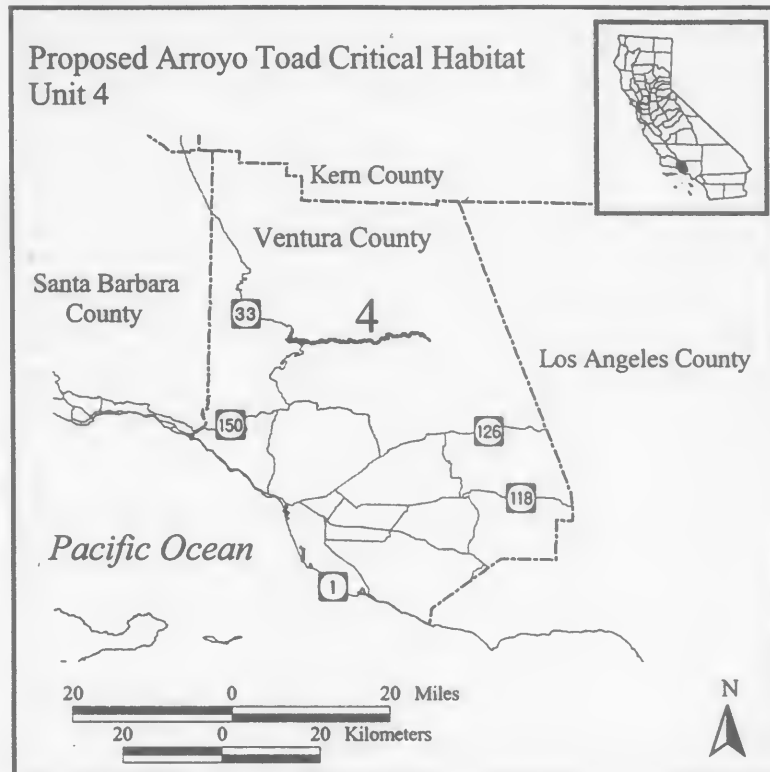 Proposed Arroyo Toad Critical Habitat
Unit 4
Kern County
Ventura County
Santa Barbara
County
33
4
Los Angeles County
150
126
118
Pacific Ocean
1
20 0 20 Miles
20 0 20 Kilometers
N